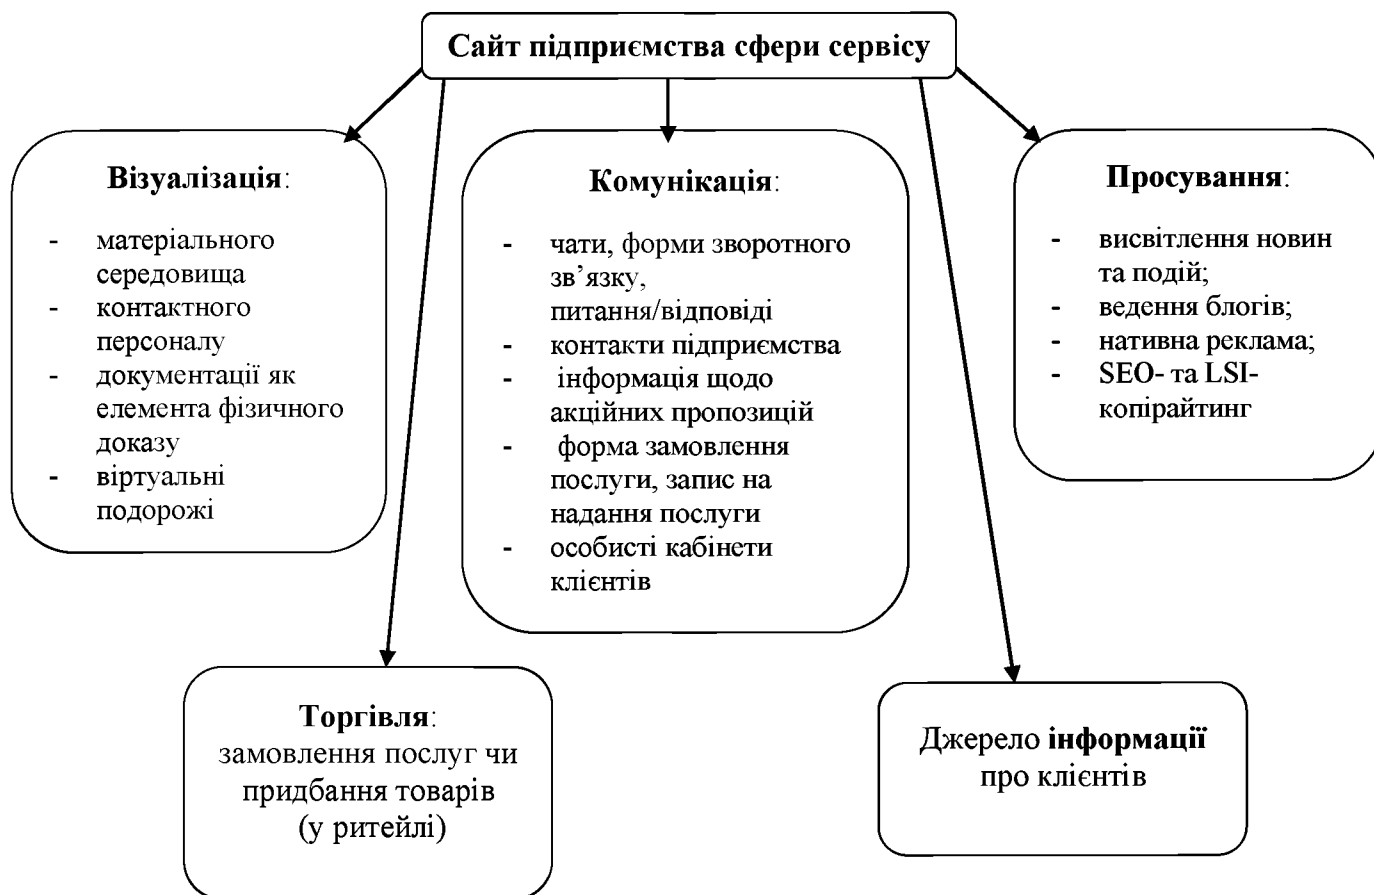 Сайт підприємства сфери сервісу
Візуалізація:
- матеріального
середовища
- контактного
персоналу
- документації як
елемента фізичного
доказу
- віртуальні
подорожі
Комунікація:
- чати, форми зворотного
зв’язку,
питання/відповіді
- контакти підприємства
- інформація щодо
акційних пропозицій
- форма замовлення
послуги, запис на
надання послуги
- особисті кабінети
клієнтів
Просування:
- висвітлення новин
та подій;
- ведення блогів;
- нативна реклама;
- SEO- та LSI-
копірайтинг
Торгівля:
замовлення послуг чи
придбання товарів
(у ритейлі)
Джерело інформації
про клієнтів